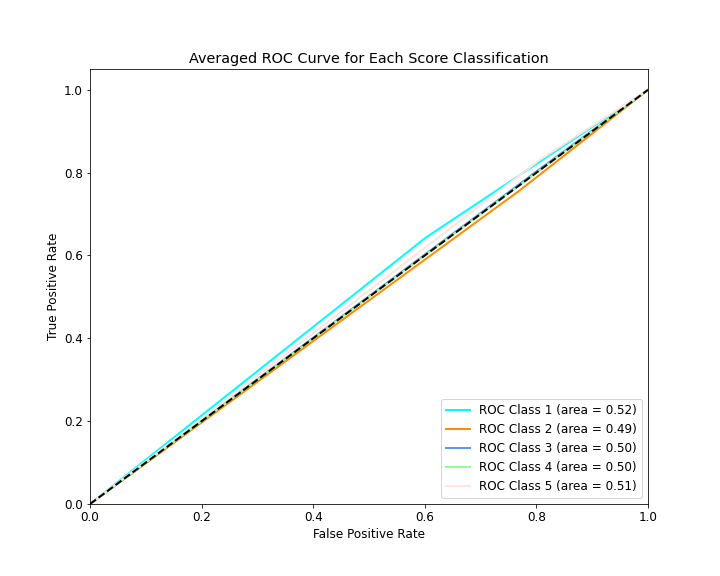 Averaged ROC Curve for Each Score Classification
1.0
0.8
0.6
0.4
0.2
0.0
True Positive Rate
ROC Class 1 (area = 0.52)
ROC Class 2 (area = 0.49)
ROC Class 3 (area = 0.50)
ROC Class 4 (area = 0.50)
ROC Class 5 (area = 0.51)
0.0 0.2 0.4 0.6 0.8 1.0
False Positive Rate